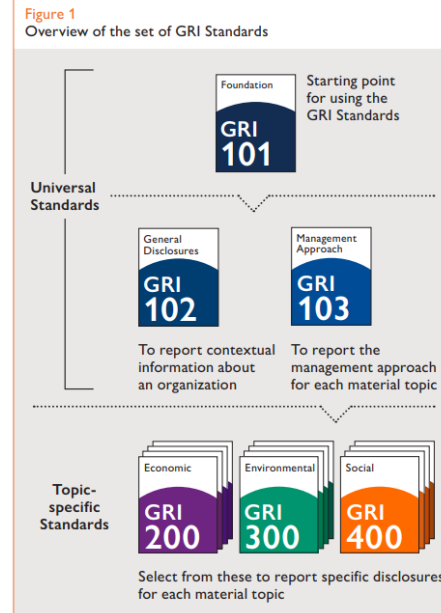 Figure 1
Overview of the set of GRI Standards
Foundation
GRI
101
Starting point
for using the
GRI Standards
Universal
Standards
General
Disclosures
GRI
102
Management
Approach
GRI
103
To report contextual
information about
an organization
To report the
management approach
for each material topic
Topic-
specific
Standards
Economic
GRI
200
Environmental
GRI
300
Social
GRI
400
Select from these to report specific disclosures
for each material topic